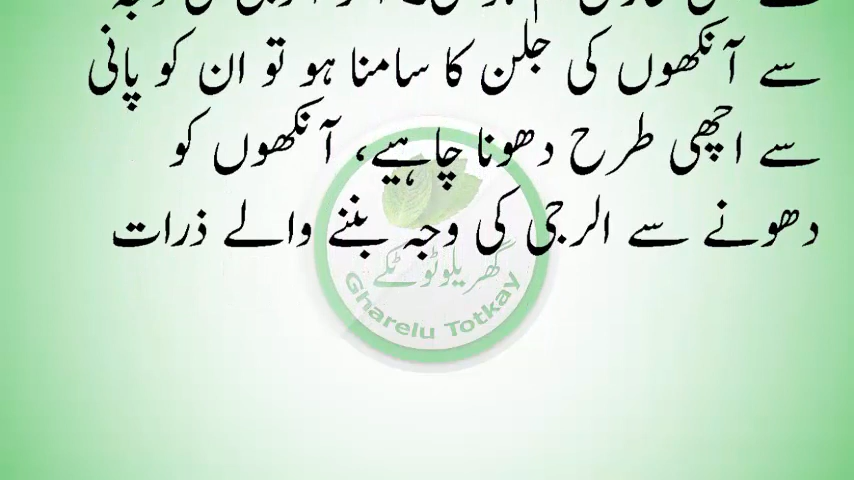 سے آنکھوں کی جلن کا سامنا ہو تو ان کو پانی
سے اچھی طرح دھونا چاہیے، آنکھوں کو
دھونے سے الرجی کی وجہ بننے والے ذرات
گھریلو ٹوٹکے
Gharelu Totkay